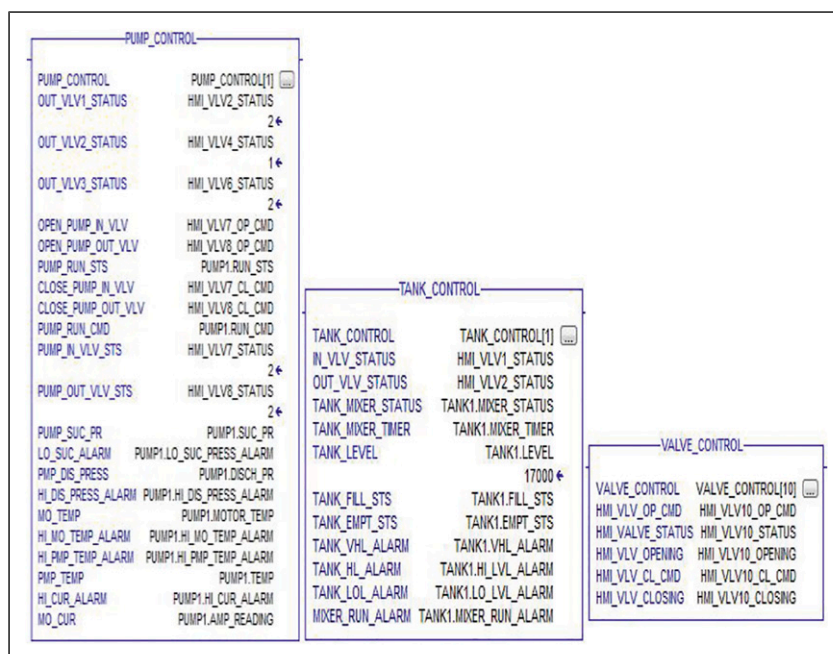 PUMP_CONTROL
PUMP_CONTROL PUMP_CONTROL[1] ...
OUT_VLV1_STATUS HMI_VLV2_STATUS
2
OUT_VLV2_STATUS HMI_VLV4_STATUS
1
OUT_VLV3_STATUS HMI_VLV6_STATUS
2
OPEN_PUMP_IN_VLV HMI_VLV7_OP_CMD
OPEN_PUMP_OUT_VLV HMI_VLV8_OP_CMD
PUMP_RUN_STS PUMP1.RUN_STS
CLOSE_PUMP_IN_VLV HMI_VLV7_CL_CMD
CLOSE_PUMP_OUT_VLV HMI_VLV8_CL_CMD
PUMP_RUN_CMD PUMP1.RUN_CMD
PUMP_IN_VLV_STS HMI_VLV7_STATUS
2
PUMP_OUT_VLV_STS HMI_VLV8_STATUS
2
PUMP_SUC_PR PUMP1.SUC_PR
LO_SUC_ALARM PUMP1.LO_SUC_PRESS_ALARM
PMP_DIS_PRESS PUMP1.DISCH_PR
HI_DIS_PRESS_ALARM PUMP1.HI_DIS_PRESS_ALARM
MO_TEMP PUMP1.MOTOR_TEMP
HI_MO_TEMP_ALARM PUMP1.HI_MO_TEMP_ALARM
HI_PMP_TEMP_ALARM PUMP1.HI_PMP_TEMP_ALARM
PMP_TEMP PUMP1.TEMP
HI_CUR_ALARM PUMP1.HI_CUR_ALARM
MO_CUR PUMP1.AMP_READING
TANK_CONTROL
TANK_CONTROL TANK_CONTROL[1] ...
IN_VLV_STATUS HMI_VLV1_STATUS
OUT_VLV_STATUS HMI_VLV2_STATUS
TANK_MIXER_STATUS TANK1.MIXER_STATUS
TANK_MIXER_TIMER TANK1.MIXER_TIMER
TANK_LEVEL TANK1.LEVEL
17000
TANK_FILL_STS TANK1.FILL_STS
TANK_EMPT_STS TANK1.EMPT_STS
TANK_VHL_ALARM TANK1.VHL_ALARM
TANK_HL_ALARM TANK1.HI_LVL_ALARM
TANK_LOL_ALARM TANK1.LO_LVL_ALARM
MIXER_RUN_ALARM TANK1.MIXER_RUN_ALARM
VALVE_CONTROL
VALVE_CONTROL VALVE_CONTROL[10] ...
HMI_VLV_OP_CMD HMI_VLV10_OP_CMD
HMI_VALVE_STATUS HMI_VLV10_STATUS
HMI_VLV_OPENING HMI_VLV10_OPENING
HMI_VLV_CL_CMD HMI_VLV10_CL_CMD
HMI_VLV_CLOSING HMI_VLV10_CLOSING